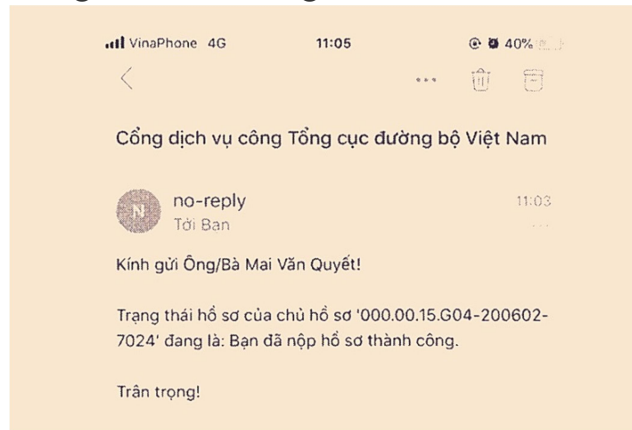 VinaPhone 4G 11:05 40%
Cổng dịch vụ công Tổng cục đường bộ Việt Nam
N no-reply 11:03
Tới Bạn
Kính gửi Ông/Bà Mai Văn Quyết!
Trạng thái hồ sơ của chủ hồ sơ '000.00.15.G04-200602-
7024' đang là: Bạn đã nộp hồ sơ thành công.
Trân trọng!